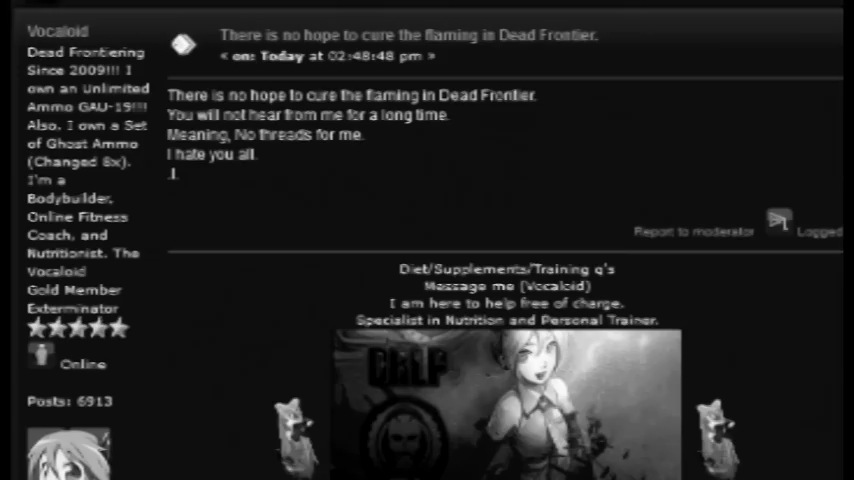 Vocaloid
Dead Frontiering
Since 2009!!! I
own an Unlimited
Ammo GAU-19!!!
Also, I own a Set
of Ghost Ammo
(Changed 8x).
I'm a
Bodybuilder,
Online Fitness
Coach, and
Nutritionist. The
Vocaloid
Gold Member
Exterminator
Online
Posts: 6913
There is no hope to cure the flaming in Dead Frontier.
« on: Today at 02:48:48 pm »
There is no hope to cure the flaming in Dead Frontier.
You will not hear from me for a long time.
Meaning, No threads for me.
I hate you all.
.l.
Report to moderator Logged
Diet/Supplements/Training q's
Message me (Vocaloid)
I am here to help free of charge.
Specialist in Nutrition and Personal Trainer.